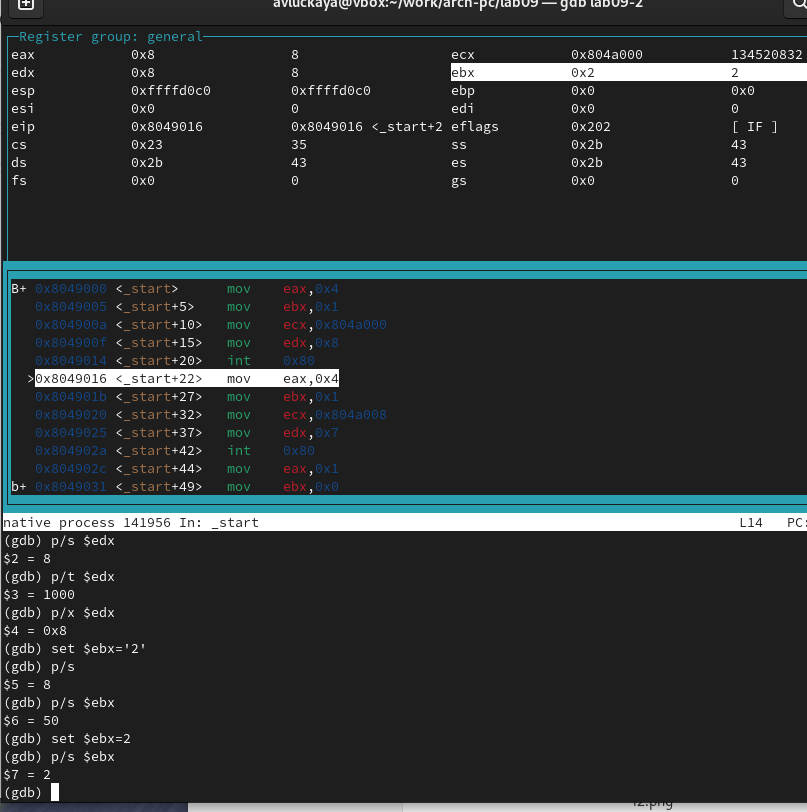 avluckaya@vbox:~/work/arch-pc/lab09 — gdb lab09-2
Register group: general
eax 0x8 8 ecx 0x804a000 134520832
edx 0x8 8 ebx 0x2 2
esp 0xffffd0c0 0xffffd0c0 ebp 0x0 0x0
esi 0x0 0 edi 0x0 0
eip 0x8049016 0x8049016 <_start+2 eflags 0x202 [ IF ]
cs 0x23 35 ss 0x2b 43
ds 0x2b 43 es 0x2b 43
fs 0x0 0 gs 0x0 0
B+ 0x8049000 <_start> mov eax,0x4
0x8049005 <_start+5> mov ebx,0x1
0x804900a <_start+10> mov ecx,0x804a000
0x804900f <_start+15> mov edx,0x8
0x8049014 <_start+20> int 0x80
>0x8049016 <_start+22> mov eax,0x4
0x804901b <_start+27> mov ebx,0x1
0x8049020 <_start+32> mov ecx,0x804a008
0x8049025 <_start+37> mov edx,0x7
0x804902a <_start+42> int 0x80
0x804902c <_start+44> mov eax,0x1
b+ 0x8049031 <_start+49> mov ebx,0x0
native process 141956 In: _start L14 PC:
(gdb) p/s $edx
$2 = 8
(gdb) p/t $edx
$3 = 1000
(gdb) p/x $edx
$4 = 0x8
(gdb) set $ebx='2'
(gdb) p/s
$5 = 8
(gdb) p/s $ebx
$6 = 50
(gdb) set $ebx=2
(gdb) p/s $ebx
$7 = 2
(gdb)